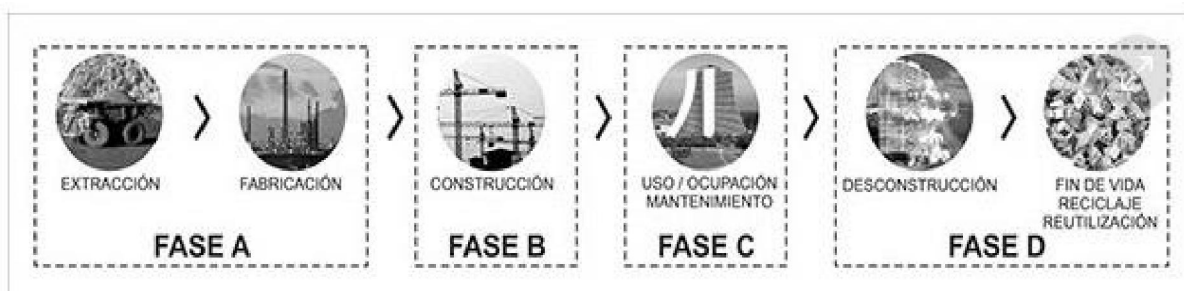 EXTRACCIÓN
FABRICACIÓN
FASE A
CONSTRUCCIÓN
FASE B
USO / OCUPACIÓN
MANTENIMIENTO
FASE C
DESCONSTRUCCIÓN
FIN DE VIDA
RECICLAJE
REUTILIZACIÓN
FASE D